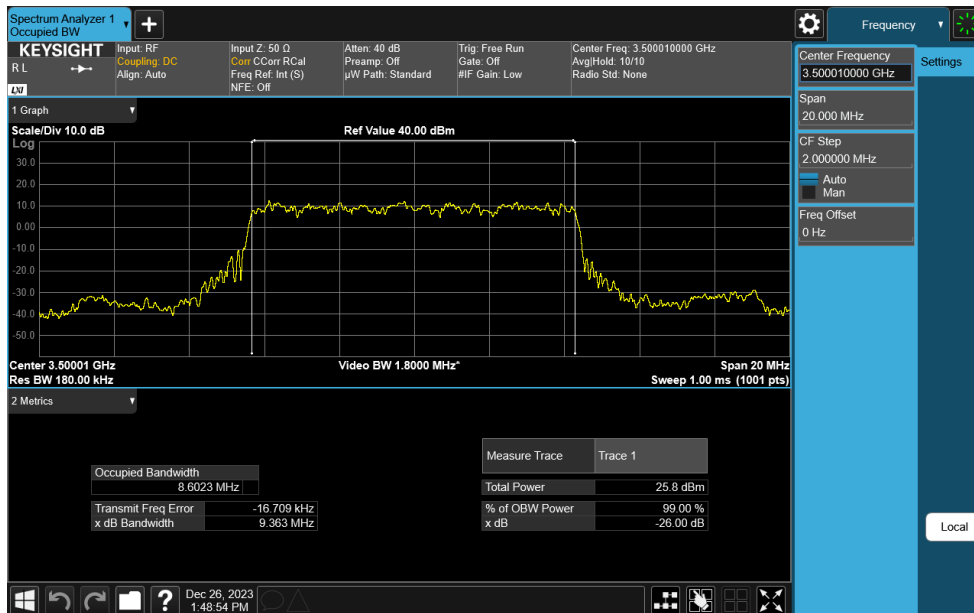 Spectrum Analyzer 1
Occupied BW
Frequency
KEYSIGHT
R L
LXI
Input: RF
Coupling: DC
Align: Auto
Input Z: 50 Ω
Corr CCorr RCal
Freq Ref: Int (S)
NFE: Off
Atten: 40 dB
Preamp: Off
µW Path: Standard
Trig: Free Run
Gate: Off
#IF Gain: Low
Center Freq: 3.500010000 GHz
Avg|Hold: 10/10
Radio Std: None
Center Frequency
3.500010000 GHz
Settings
Span
20.000 MHz
CF Step
2.000000 MHz
Auto
Man
Freq Offset
0 Hz
Local
1 Graph
Scale/Div 10.0 dB
Ref Value 40.00 dBm
Log
30.0
20.0
10.0
0.00
-10.0
-20.0
-30.0
-40.0
-50.0
Center 3.50001 GHz
Video BW 1.8000 MHz*
Span 20 MHz
Res BW 180.00 kHz
Sweep 1.00 ms (1001 pts)
2 Metrics
Occupied Bandwidth
8.6023 MHz
Transmit Freq Error
-16.709 kHz
x dB Bandwidth
9.363 MHz
Measure Trace
Trace 1
Total Power
25.8 dBm
% of OBW Power
99.00 %
x dB
-26.00 dB
?
Dec 26, 2023
1:48:54 PM